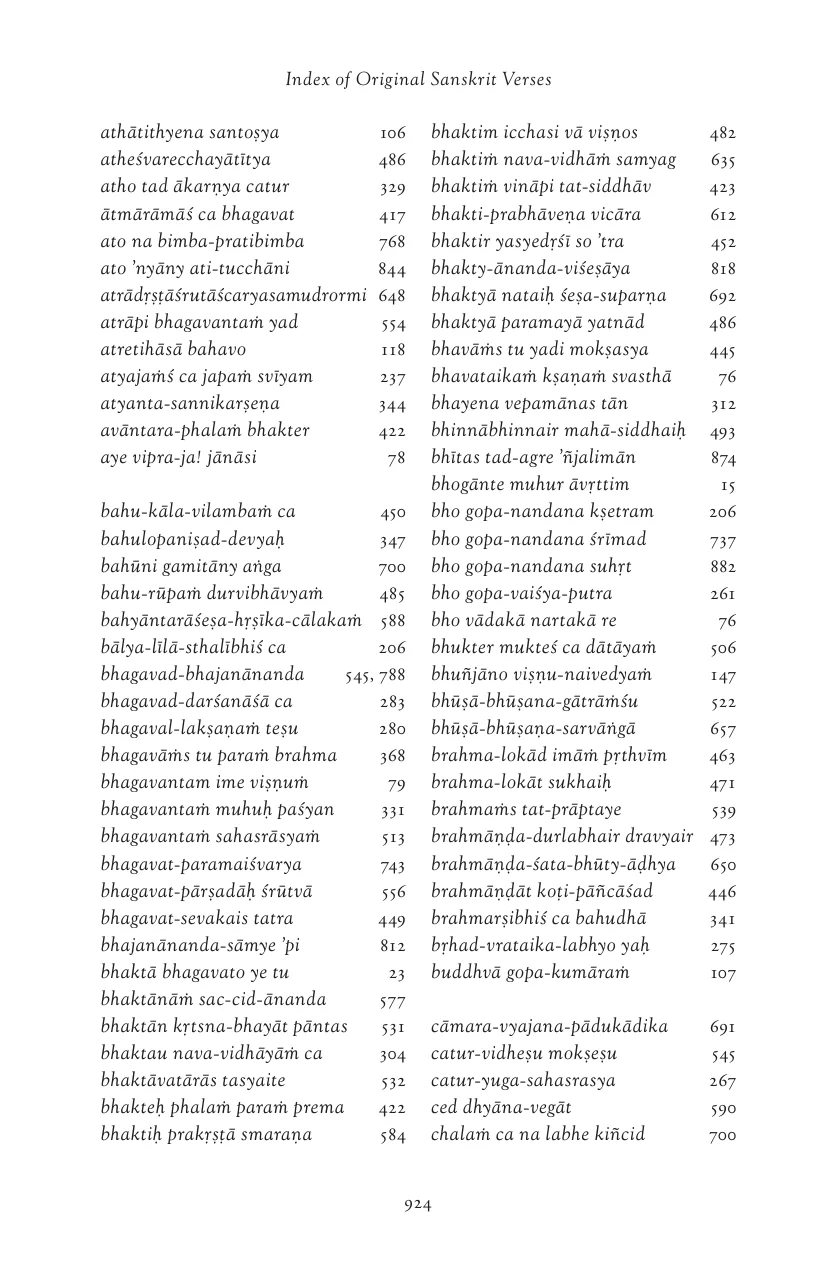 Index of Original Sanskrit Verses
athātithyena santoṣya 106
atheśvarecchayātītya 486
atho tad ākarṇya catur 329
ātmārāmāś ca bhagavat 417
ato na bimba-pratibimba 768
ato ’nyāny ati-tucchāni 844
atrādṛṣṭāśrutāścaryasamudrormi 648
atrāpi bhagavantaṁ yad 554
atretihāsā bahavo 118
atyajaṁś ca japaṁ svīyam 237
atyanta-sannikarṣeṇa 344
avāntara-phalaṁ bhakter 422
aye vipra-ja! jānāsi 78
bahu-kāla-vilambaṁ ca 450
bahulopaniṣad-devyaḥ 347
bahūni gamitāny aṅga 700
bahu-rūpaṁ durvibhāvyaṁ 485
bahyāntarāśeṣa-hṛṣīka-cālakaṁ 588
bālya-līlā-sthalībhiś ca 206
bhagavad-bhajanānanda 545, 788
bhagavad-darśanāśā ca 283
bhagaval-lakṣaṇaṁ teṣu 280
bhagavāṁs tu paraṁ brahma 368
bhagavantam ime viṣṇuṁ 79
bhagavantaṁ muhuḥ paśyan 331
bhagavantaṁ sahasrāsyaṁ 513
bhagavat-paramaiśvarya 743
bhagavat-pārṣadāḥ śrūtvā 556
bhagavat-sevakais tatra 449
bhajanānanda-sāmye ’pi 812
bhaktā bhagavato ye tu 23
bhaktānāṁ sac-cid-ānanda 577
bhaktān kṛtsna-bhayāt pāntas 531
bhaktau nava-vidhāyāṁ ca 304
bhaktāvatārās tasyaite 532
bhakteḥ phalaṁ paraṁ prema 422
bhaktiḥ prakṛṣṭā smaraṇa 584
bhaktim icchasi vā viṣṇos 482
bhaktiṁ nava-vidhāṁ samyag 635
bhaktiṁ vināpi tat-siddhāv 423
bhakti-prabhāveṇa vicāra 612
bhaktir yasyedṛśī so ’tra 452
bhakty-ānanda-viśeṣāya 818
bhaktyā nataiḥ śeṣa-suparṇa 692
bhaktyā paramayā yatnād 486
bhavāṁs tu yadi mokṣasya 445
bhavataikaṁ kṣaṇaṁ svasthā 76
bhayena vepamānas tān 312
bhinnābhinnair mahā-siddhaiḥ 493
bhītas tad-agre ’ñjalimān 874
bhogānte muhur āvṛttim 15
bho gopa-nandana kṣetram 206
bho gopa-nandana śrīmad 737
bho gopa-nandana suhṛt 882
bho gopa-vaiśya-putra 261
bho vādakā nartakā re 76
bhukter mukteś ca dātāyaṁ 506
bhuñjāno viṣṇu-naivedyaṁ 147
bhūṣā-bhūṣana-gātrāṁśu 522
bhūṣā-bhūṣaṇa-sarvāṅgā 657
brahma-lokād imāṁ pṛthvīm 463
brahma-lokāt sukhaiḥ 471
brahmaṁs tat-prāptaye 539
brahmāṇḍa-durlabhair dravyair 473
brahmāṇḍa-śata-bhūty-āḍhya 650
brahmāṇḍāt koṭi-pāñcāśad 446
brahmarṣibhiś ca bahudhā 341
bṛhad-vrataika-labhyo yaḥ 275
buddhvā gopa-kumāraṁ 107
cāmara-vyajana-pādukādika 691
catur-vidheṣu mokṣeṣu 545
catur-yuga-sahasrasya 267
ced dhyāna-vegāt 590
chalaṁ ca na labhe kiñcid 700
924